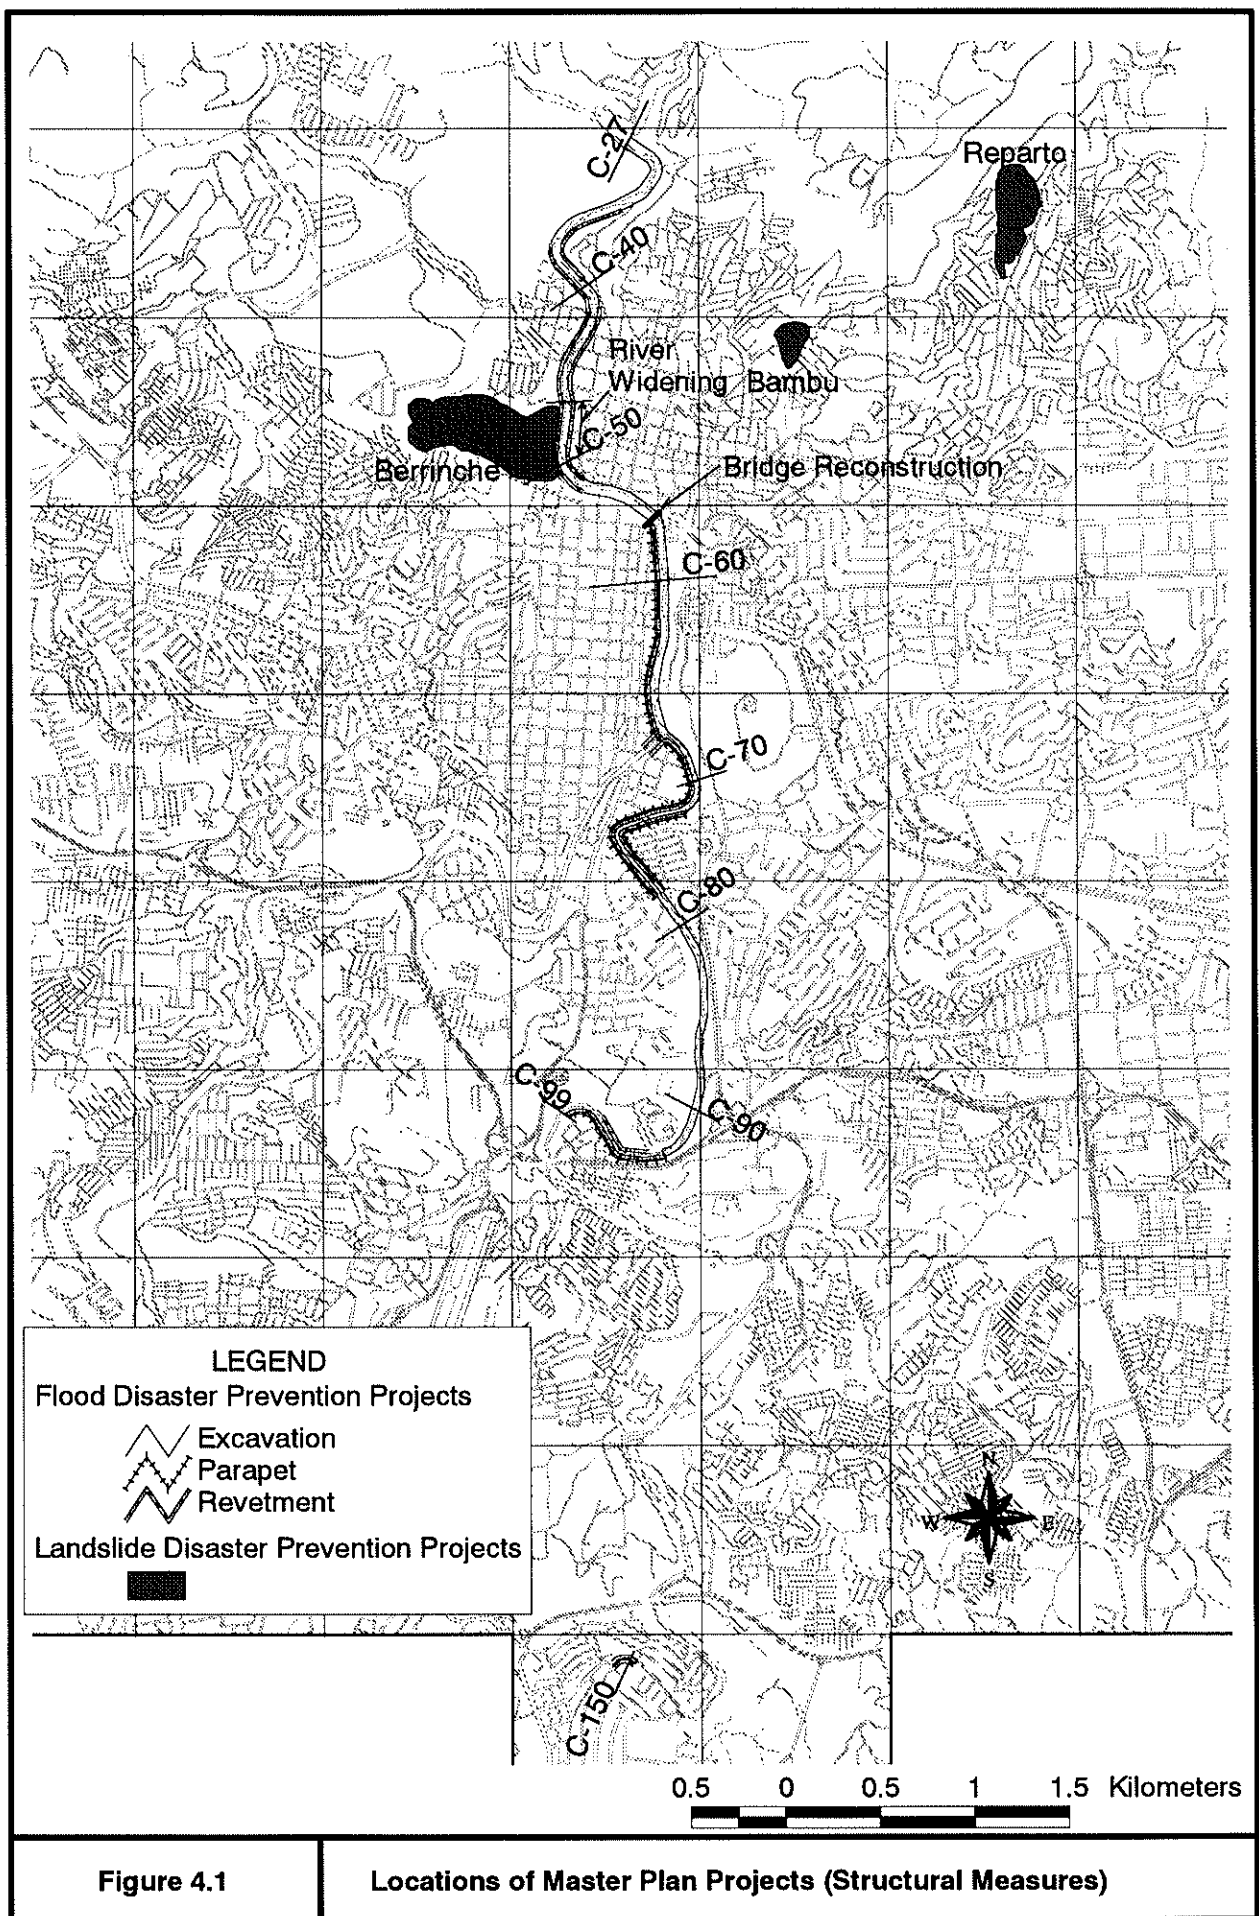 C-27
Reparto
C-40
River
Widening
Bambu
C-50
Berrinche
Bridge Reconstruction
C-60
C-70
C-80
C-99
C-90
LEGEND
Flood Disaster Prevention Projects
Excavation
Parapet
Revetment
Landslide Disaster Prevention Projects
N
W
E
S
C-150
0.5 0 0.5 1 1.5 Kilometers
Figure 4.1
Locations of Master Plan Projects (Structural Measures)